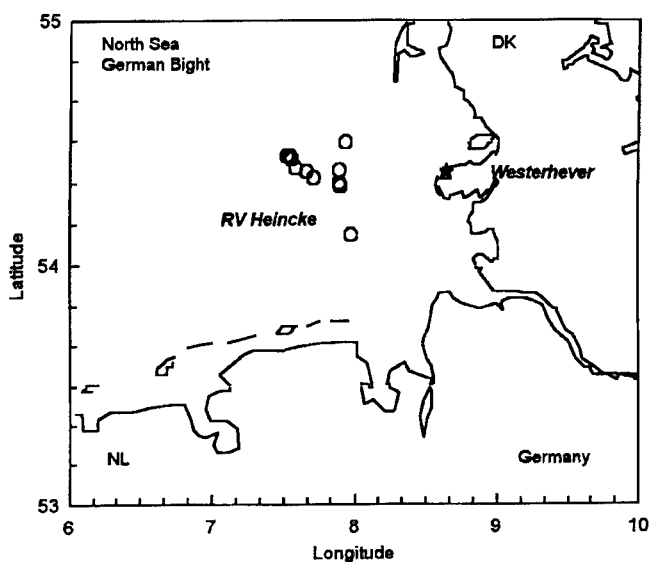 55
North Sea
German Bight
DK
Westerhever
RV Heincke
Latitude
54
NL
Germany
53
6 7 8 9 10
Longitude